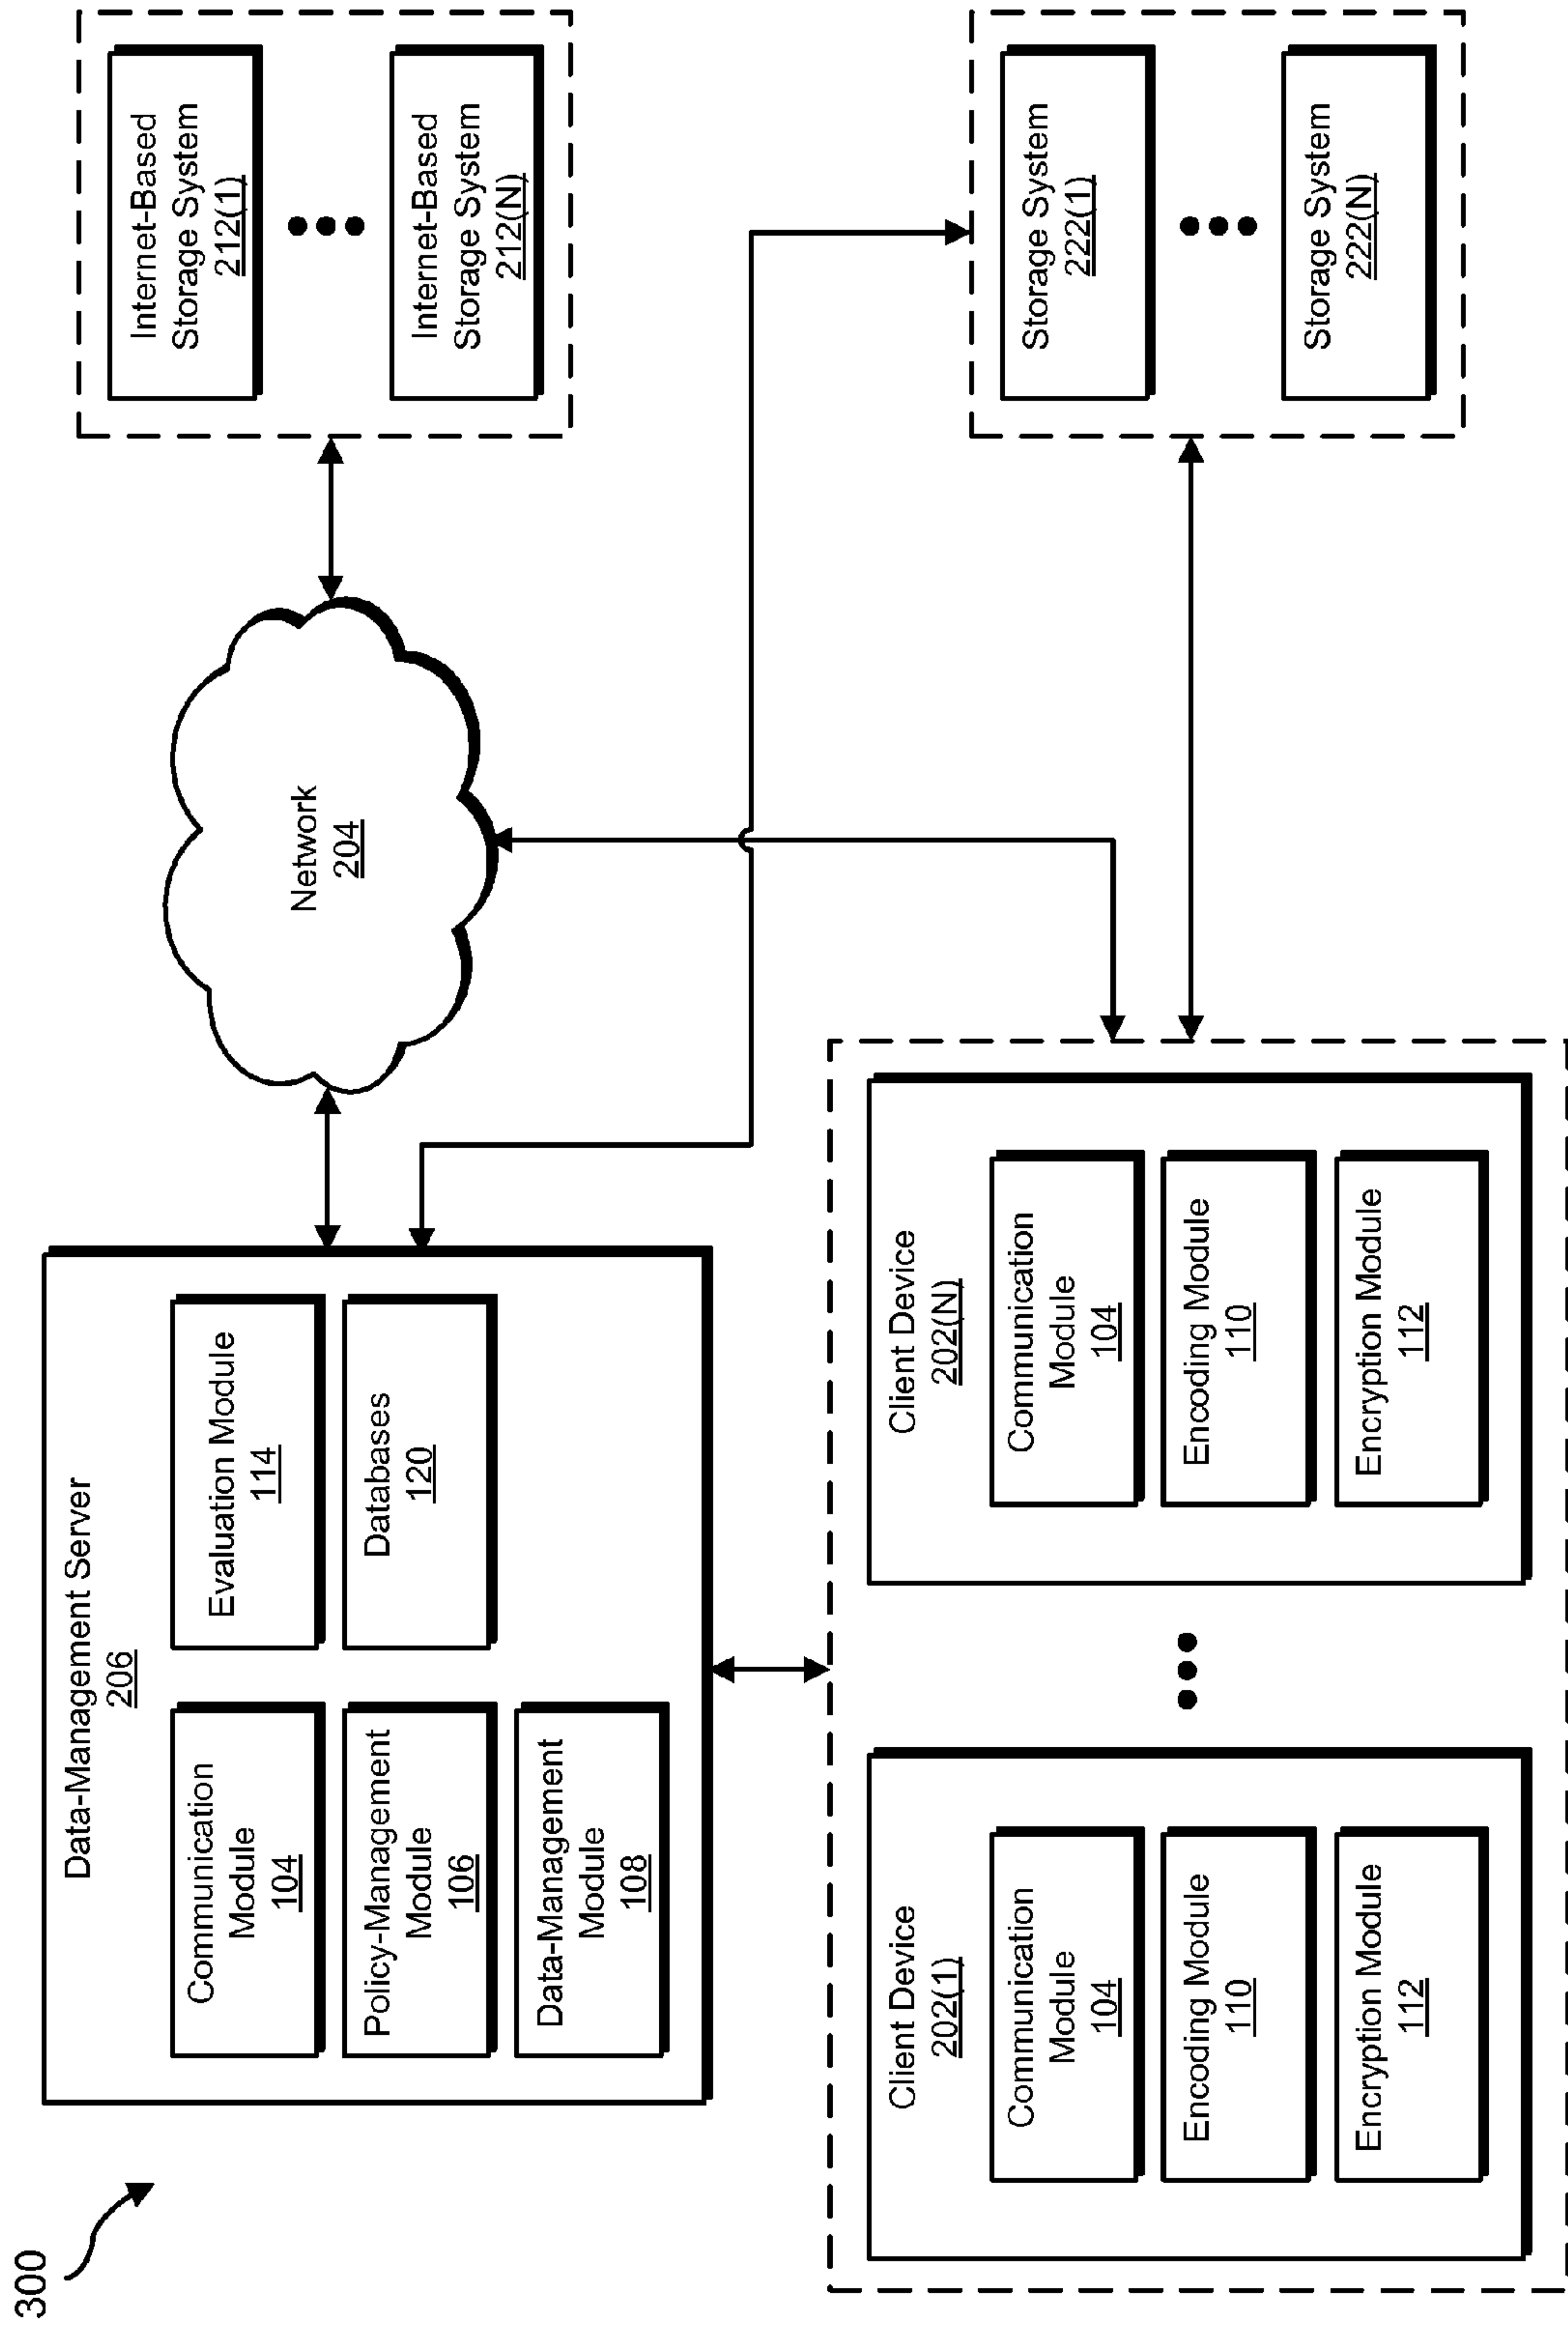 300
Data-Management Server
206
Communication
Module
104
Policy-Management
Module
106
Data-Management
Module
108
Evaluation Module
114
Databases
120
Network
204
Internet-Based
Storage System
212(1)
Internet-Based
Storage System
212(N)
Client Device
202(1)
Communication
Module
104
Encoding Module
110
Encryption Module
112
Client Device
202(N)
Communication
Module
104
Encoding Module
110
Encryption Module
112
Storage System
222(1)
Storage System
222(N)